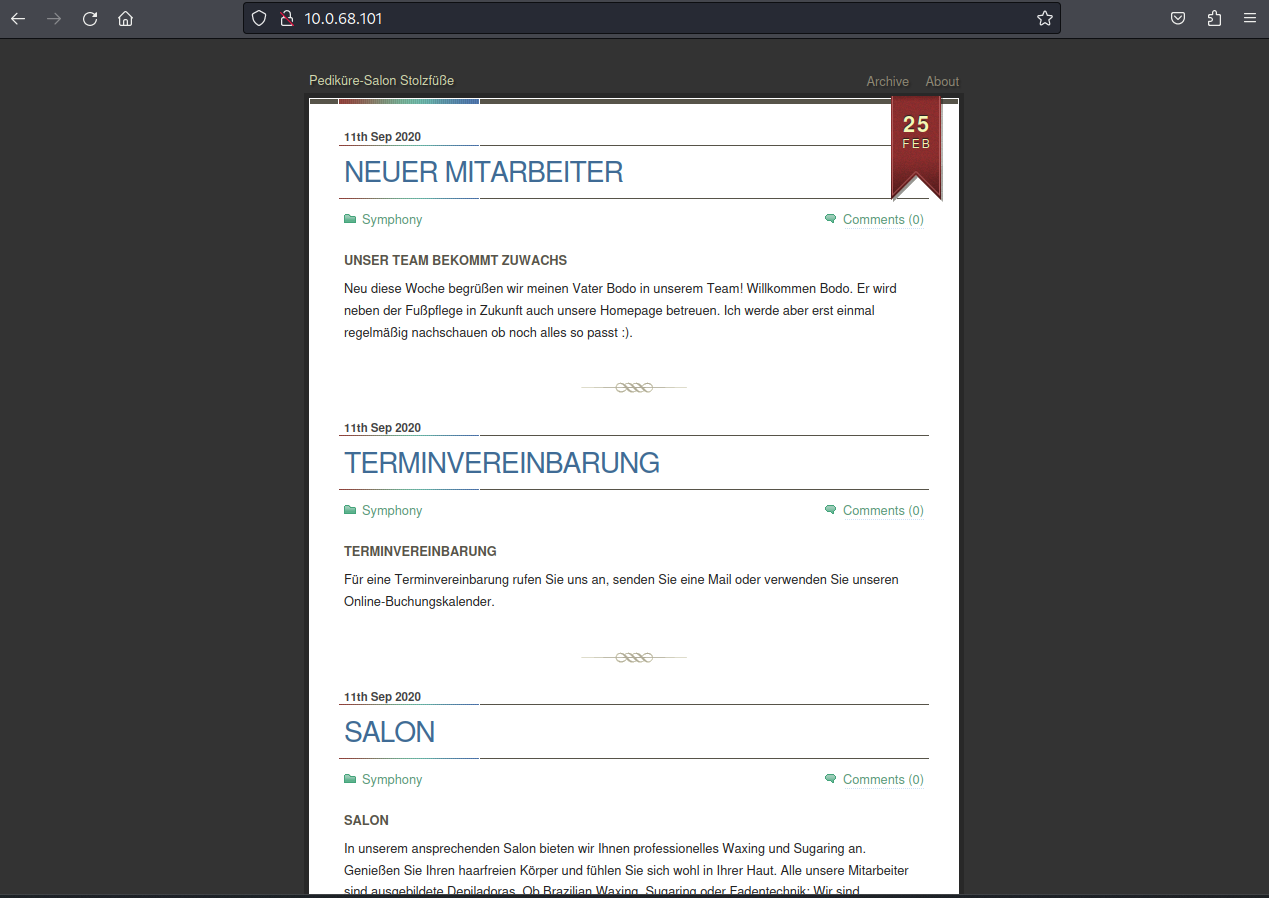 10.0.68.101
Pediküre-Salon Stolzfüße
Archive About
25
FEB
11th Sep 2020
NEUER MITARBEITER
Symphony Comments (0)
UNSER TEAM BEKOMMT ZUWACHS
Neu diese Woche begrüßen wir meinen Vater Bodo in unserem Team! Willkommen Bodo. Er wird
neben der Fußpflege in Zukunft auch unsere Homepage betreuen. Ich werde aber erst einmal
regelmäßig nachschauen ob noch alles so passt :).
11th Sep 2020
TERMINVEREINBARUNG
Symphony Comments (0)
TERMINVEREINBARUNG
Für eine Terminvereinbarung rufen Sie uns an, senden Sie eine Mail oder verwenden Sie unseren
Online-Buchungskalender.
11th Sep 2020
SALON
Symphony Comments (0)
SALON
In unserem ansprechenden Salon bieten wir Ihnen professionelles Waxing und Sugaring an.
Genießen Sie Ihren haarfreien Körper und fühlen Sie sich wohl in Ihrer Haut. Alle unsere Mitarbeiter
sind ausgebildete Depiladoras. Ob Brazilian Waxing, Sugaring oder Fadentechnik: Wir sind